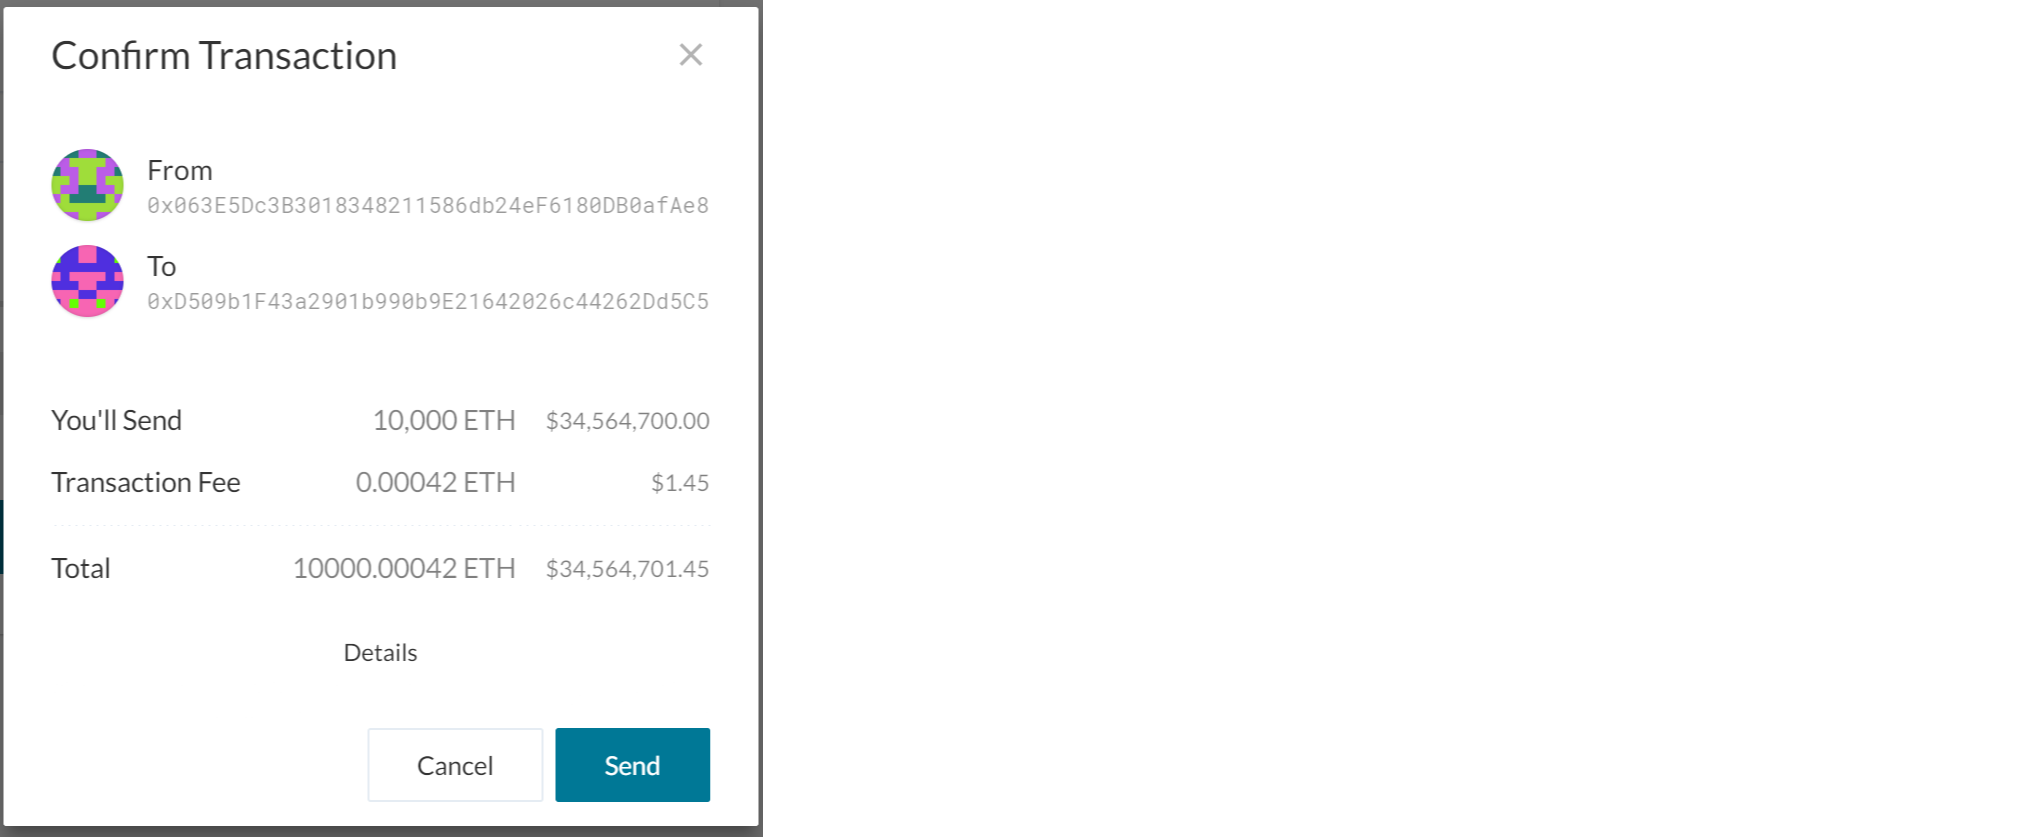 Confirm Transaction
From
0x063E5Dc3B3018348211586db24eF6180DB0afAe8
To
0xD509b1F43a2901b990b9E21642026c44262Dd5C5
You'll Send 10,000 ETH $34,564,700.00
Transaction Fee 0.00042 ETH $1.45
Total 10000.00042 ETH $34,564,701.45
Details
Cancel Send